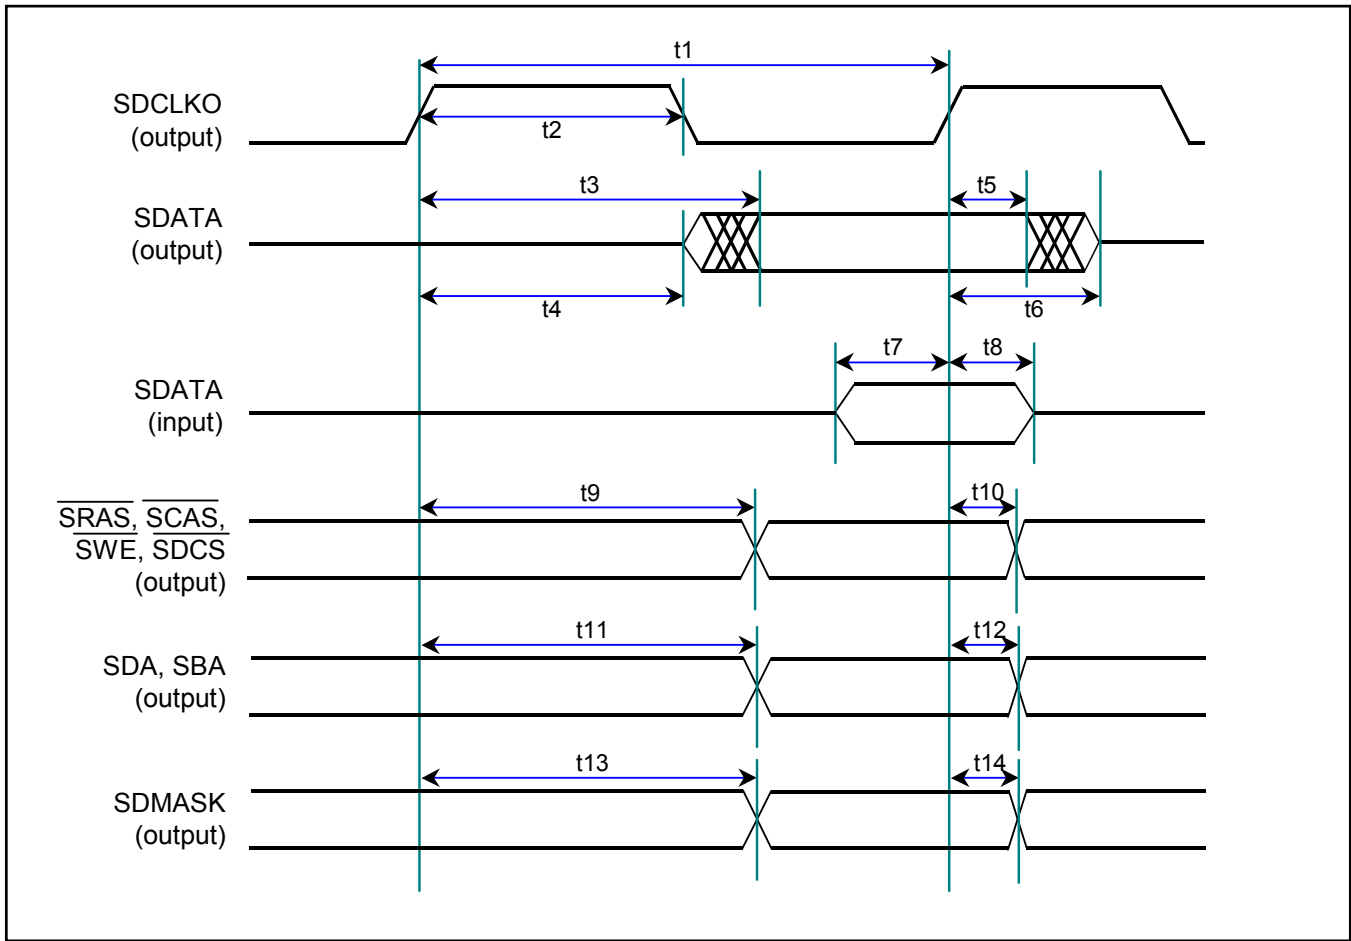 t1
SDCLKO
(output)
t2
t3
t5
SDATA
(output)
t4
t6
t7
t8
SDATA
(input)
t9
t10
SRAS, SCAS,
SWE, SDCS
(output)
t11
t12
SDA, SBA
(output)
t13
t14
SDMASK
(output)